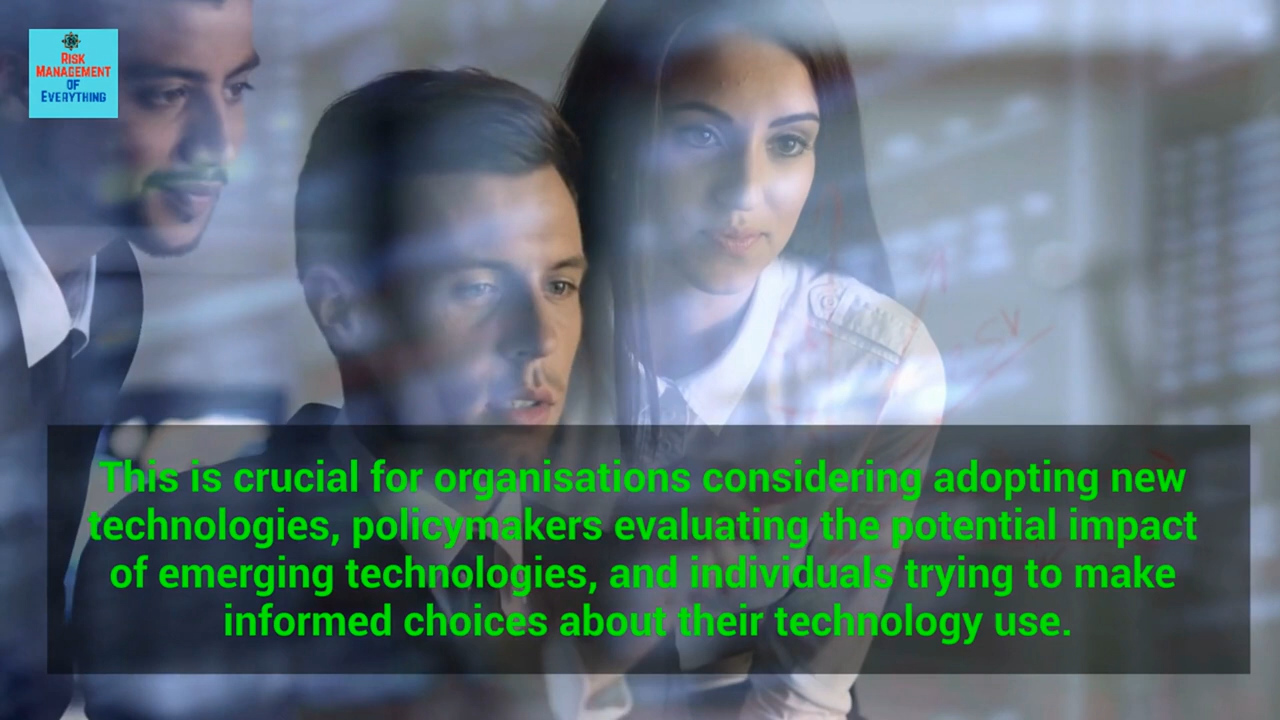 RISK
MANAGEMENT
OF
EVERYTHING
This is crucial for organisations considering adopting new
technologies, policymakers evaluating the potential impact
of emerging technologies, and individuals trying to make
informed choices about their technology use.